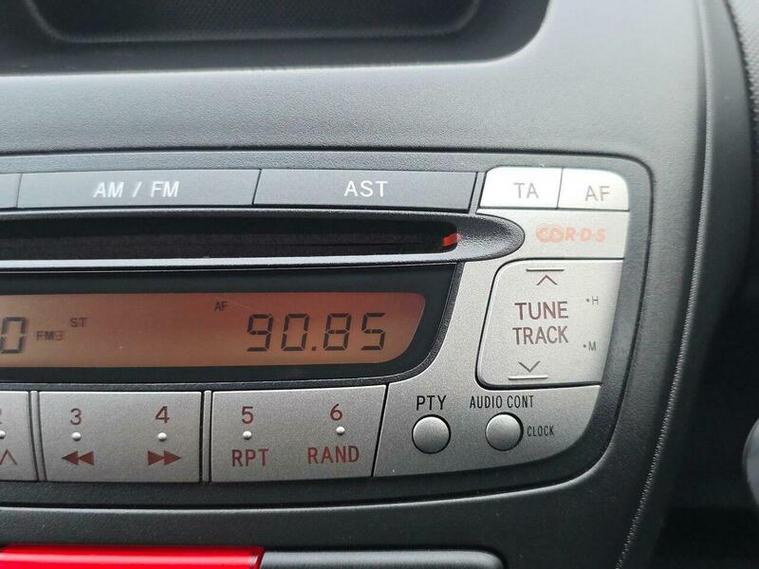 AM / FM
AST
TA
AF
R·D·S
TUNE
TRACK
·H
·M
0
FM3
ST
AF
90.85
3
4
5
6
RPT
RAND
PTY
AUDIO CONT
CLOCK